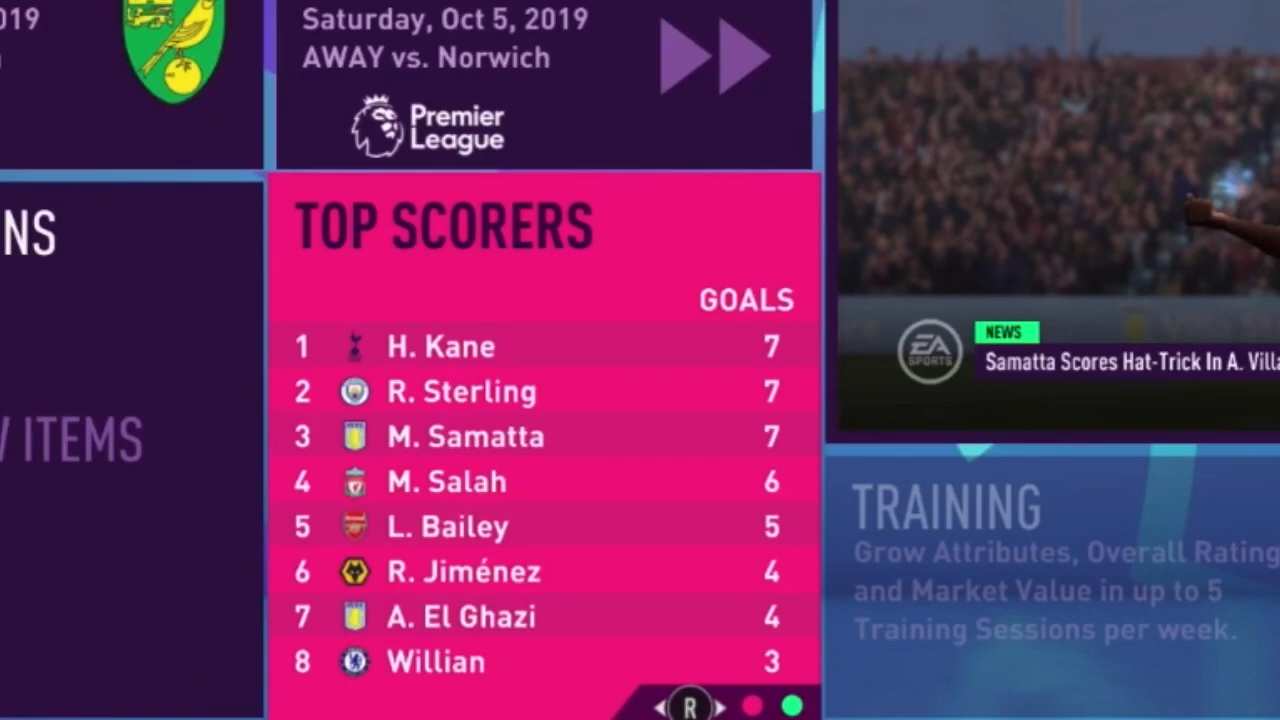 019
Saturday, Oct 5, 2019
AWAY vs. Norwich
Premier
League
NS
ITEMS
TOP SCORERS
GOALS
1 H. Kane 7
2 R. Sterling 7
3 M. Samatta 7
4 M. Salah 6
5 L. Bailey 5
6 R. Jiménez 4
7 A. El Ghazi 4
8 Willian 3
R
EA
SPORTS
NEWS
Samatta Scores Hat-Trick In A. Villa
TRAINING
Grow Attributes, Overall Rating
and Market Value in up to 5
Training Sessions per week.